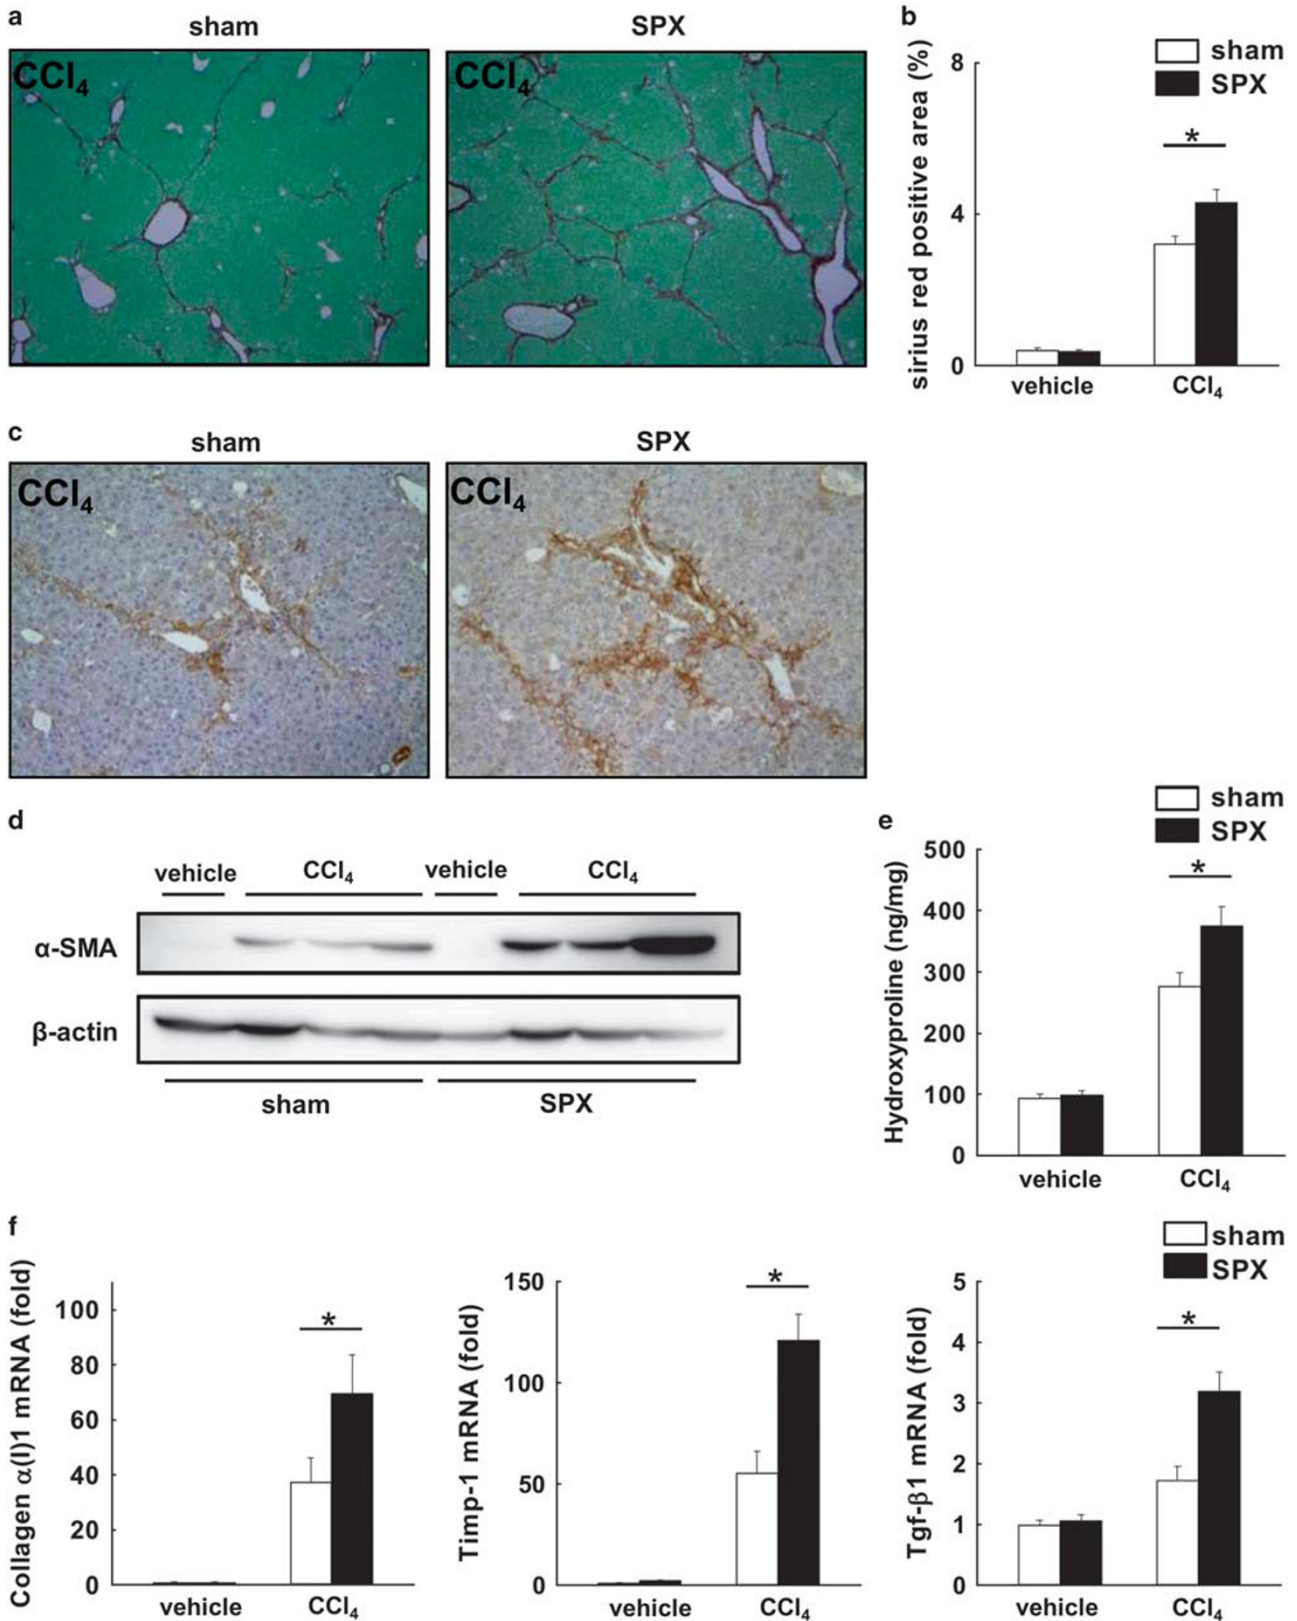 a
sham
SPX
CCl4
CCl4
b
sham
SPX
sirius red positive area (%)
8
4
0
*
vehicle
CCl4
c
sham
SPX
CCl4
CCl4
d
vehicle
CCl4
vehicle
CCl4
α-SMA
β-actin
sham
SPX
e
sham
SPX
Hydroxyproline (ng/mg)
500
400
300
200
100
0
*
vehicle
CCl4
f
Collagen α(I)1 mRNA (fold)
100
80
60
40
20
0
*
vehicle
CCl4
Timp-1 mRNA (fold)
150
100
50
0
*
vehicle
CCl4
sham
SPX
Tgf-β1 mRNA (fold)
5
4
3
2
1
0
*
vehicle
CCl4